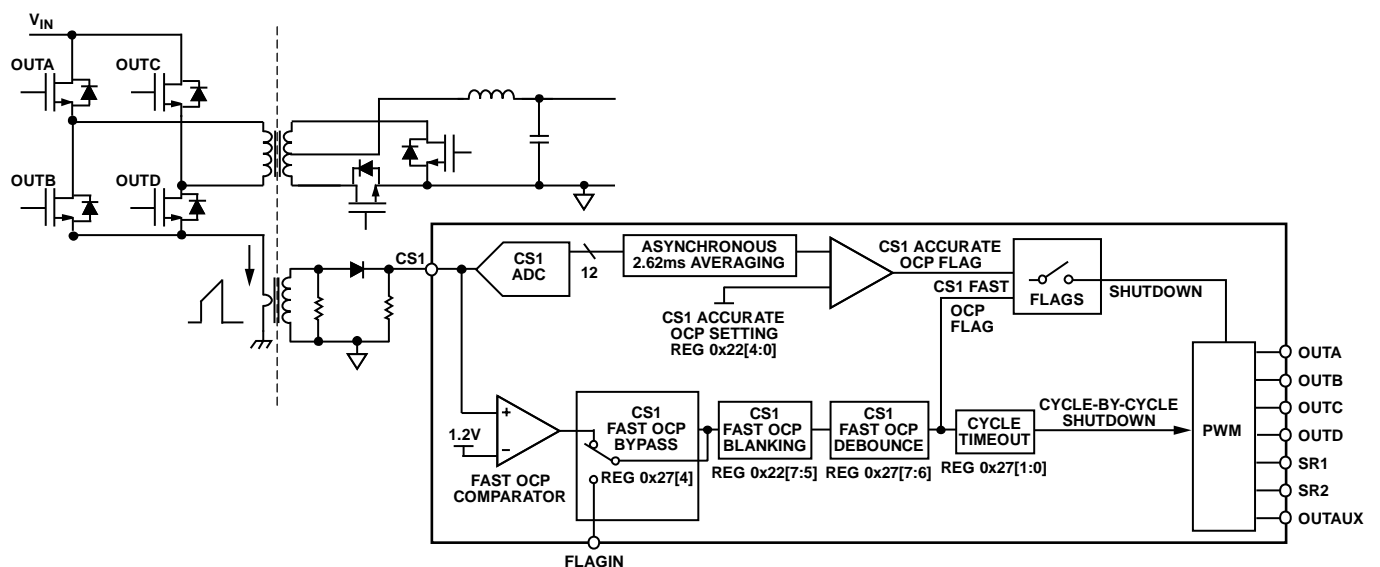 VIN
OUTA
OUTC
OUTB
OUTD
CS1
CS1
ADC
12
ASYNCHRONOUS
2.62ms AVERAGING
CS1 ACCURATE
OCP SETTING
REG 0x22[4:0]
CS1 ACCURATE
OCP FLAG
CS1 FAST
OCP
FLAG
FLAGS
SHUTDOWN
1.2V
+
–
FAST OCP
COMPARATOR
CS1
FAST OCP
BYPASS
REG 0x27[4]
FLAGIN
CS1
FAST OCP
BLANKING
REG 0x22[7:5]
CS1
FAST OCP
DEBOUNCE
REG 0x27[7:6]
CYCLE
TIMEOUT
REG 0x27[1:0]
CYCLE-BY-CYCLE
SHUTDOWN
PWM
OUTA
OUTB
OUTC
OUTD
SR1
SR2
OUTAUX